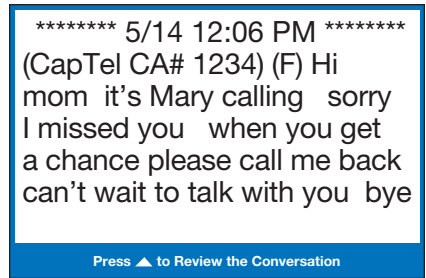 ******** 5/14 12:06 PM ********
(CapTel CA# 1234) (F) Hi
mom  it's Mary calling   sorry
I missed you   when you get
a chance please call me back
can't wait to talk with you  bye
Press ▲ to Review the Conversation